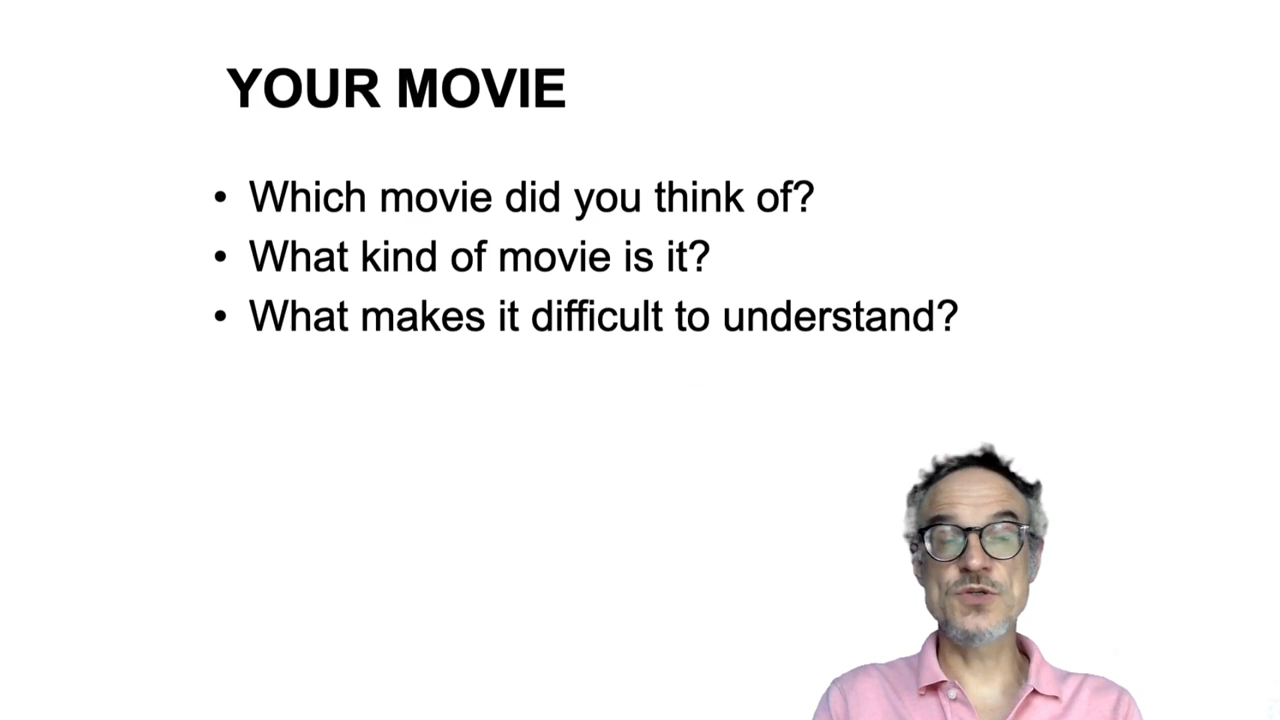 YOUR MOVIE
• Which movie did you think of?
• What kind of movie is it?
• What makes it difficult to understand?